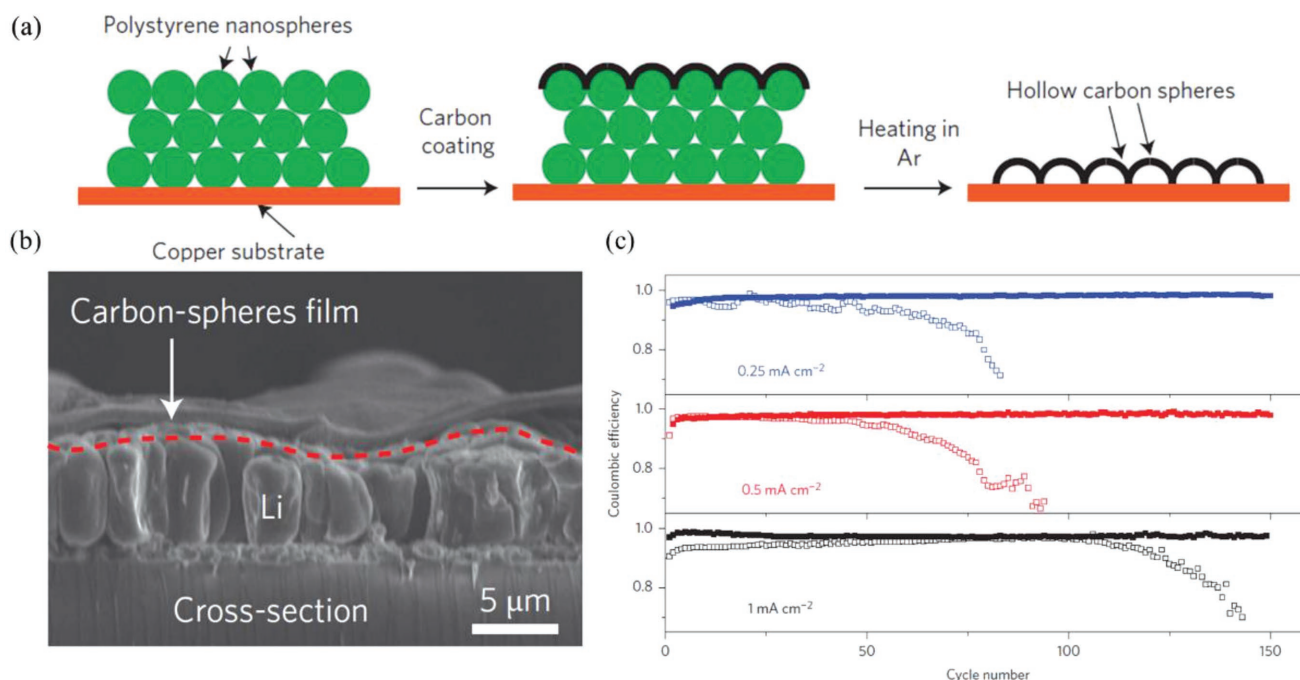 (a)
Polystyrene nanospheres
Carbon
coating
Heating in
Ar
Hollow carbon spheres
Copper substrate
(b)
Carbon-spheres film
Li
Cross-section
5 μm
(c)
1.0
0.8
0.25 mA cm⁻²
1.0
0.8
0.5 mA cm⁻²
1.0
0.8
1 mA cm⁻²
Coulombic efficiency
0
50
100
150
Cycle number